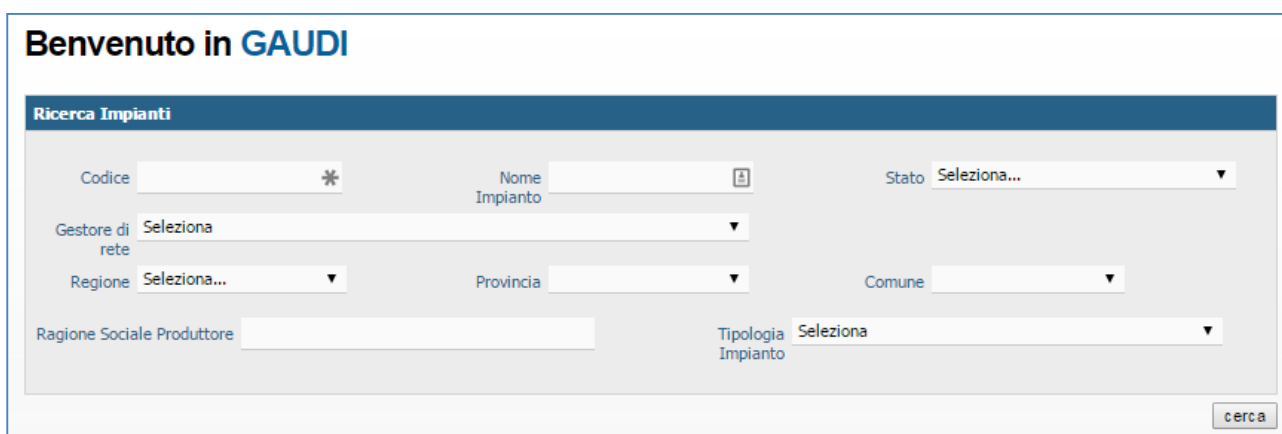 Benvenuto in GAUDI
Ricerca Impianti
Codice
Nome Impianto
Stato Seleziona...
Gestore di rete Seleziona
Regione Seleziona...
Provincia
Comune
Ragione Sociale Produttore
Tipologia Impianto Seleziona
cerca